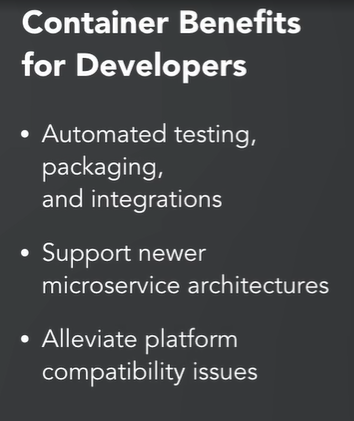 Container Benefits
for Developers
• Automated testing,
packaging,
and integrations
• Support newer
microservice architectures
• Alleviate platform
compatibility issues